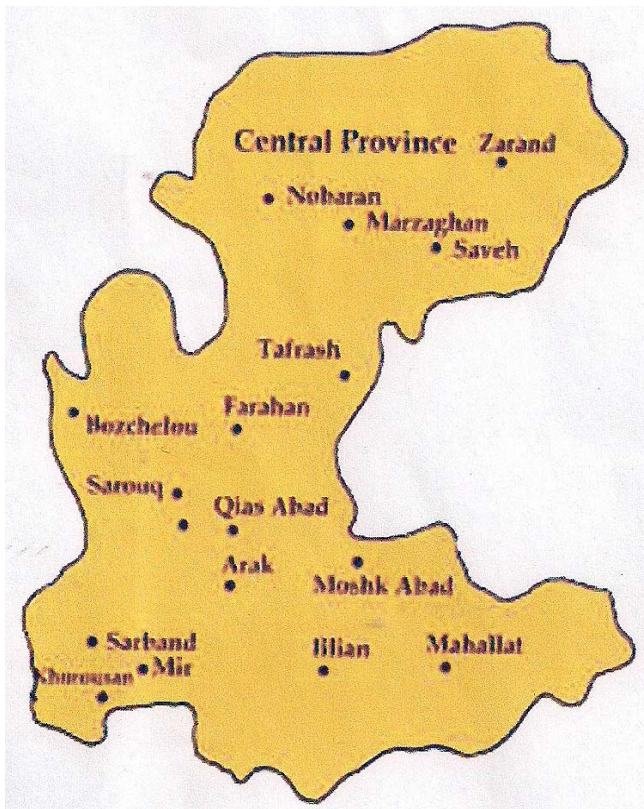 Central Province
Zarand
Nobaran
Marzaghan
Saveh
Tafrash
Farahan
Bozchelou
Sarouq
Qias Abad
Arak
Moshk Abad
Sarband
Mir
Jilian
Mahallat
Khorousan